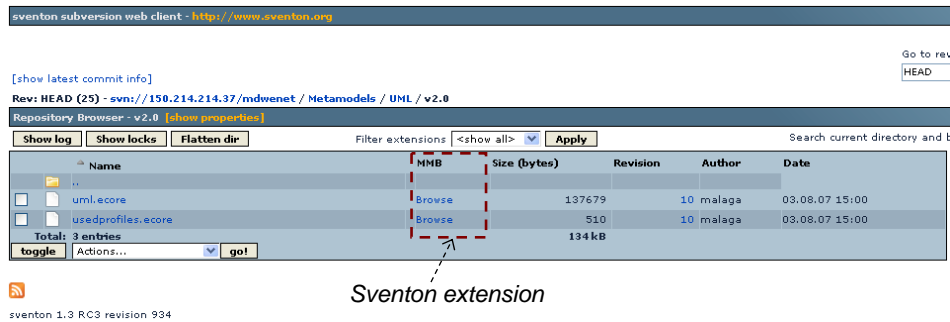 sventon subversion web client - http://www.sventon.org
Go to rev
[show latest commit info]
HEAD
Rev: HEAD (25) - svn://150.214.214.37/mdwenet / Metamodels / UML / v2.0
Repository Browser - v2.0 [show properties]
Show log Show locks Flatten dir Filter extensions <show all> Apply Search current directory and b
Name MMB Size (bytes) Revision Author Date
..
uml.ecore Browse 137679 10 malaga 03.08.07 15:00
usedprofiles.ecore Browse 510 10 malaga 03.08.07 15:00
Total: 3 entries 134kB
toggle Actions... go!
Sventon extension
sventon 1.3 RC3 revision 934